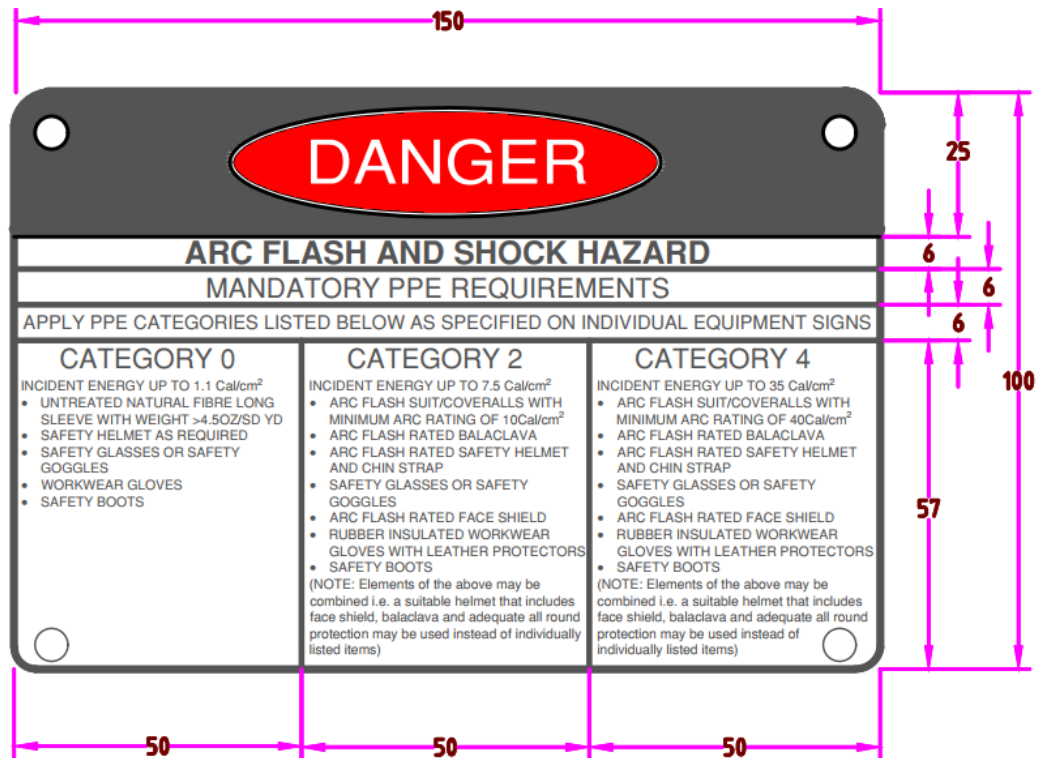 150
DANGER
25
ARC FLASH AND SHOCK HAZARD
6
MANDATORY PPE REQUIREMENTS
6
APPLY PPE CATEGORIES LISTED BELOW AS SPECIFIED ON INDIVIDUAL EQUIPMENT SIGNS
6
100
CATEGORY 0
INCIDENT ENERGY UP TO 1.1 Cal/cm²
• UNTREATED NATURAL FIBRE LONG
SLEEVE WITH WEIGHT >4.5OZ/SD YD
• SAFETY HELMET AS REQUIRED
• SAFETY GLASSES OR SAFETY
GOGGLES
• WORKWEAR GLOVES
• SAFETY BOOTS
CATEGORY 2
INCIDENT ENERGY UP TO 7.5 Cal/cm²
• ARC FLASH SUIT/COVERALLS WITH
MINIMUM ARC RATING OF 10Cal/cm²
• ARC FLASH RATED BALACLAVA
• ARC FLASH RATED SAFETY HELMET
AND CHIN STRAP
• SAFETY GLASSES OR SAFETY
GOGGLES
• ARC FLASH RATED FACE SHIELD
• RUBBER INSULATED WORKWEAR
GLOVES WITH LEATHER PROTECTORS
• SAFETY BOOTS
(NOTE: Elements of the above may be
combined i.e. a suitable helmet that includes
face shield, balaclava and adequate all round
protection may be used instead of individually
listed items)
CATEGORY 4
INCIDENT ENERGY UP TO 35 Cal/cm²
• ARC FLASH SUIT/COVERALLS WITH
MINIMUM ARC RATING OF 40Cal/cm²
• ARC FLASH RATED BALACLAVA
• ARC FLASH RATED SAFETY HELMET
AND CHIN STRAP
• SAFETY GLASSES OR SAFETY
GOGGLES
• ARC FLASH RATED FACE SHIELD
• RUBBER INSULATED WORKWEAR
GLOVES WITH LEATHER PROTECTORS
• SAFETY BOOTS
(NOTE: Elements of the above may be
combined i.e. a suitable helmet that includes
face shield, balaclava and adequate all round
protection may be used instead of
individually listed items)
57
50
50
50